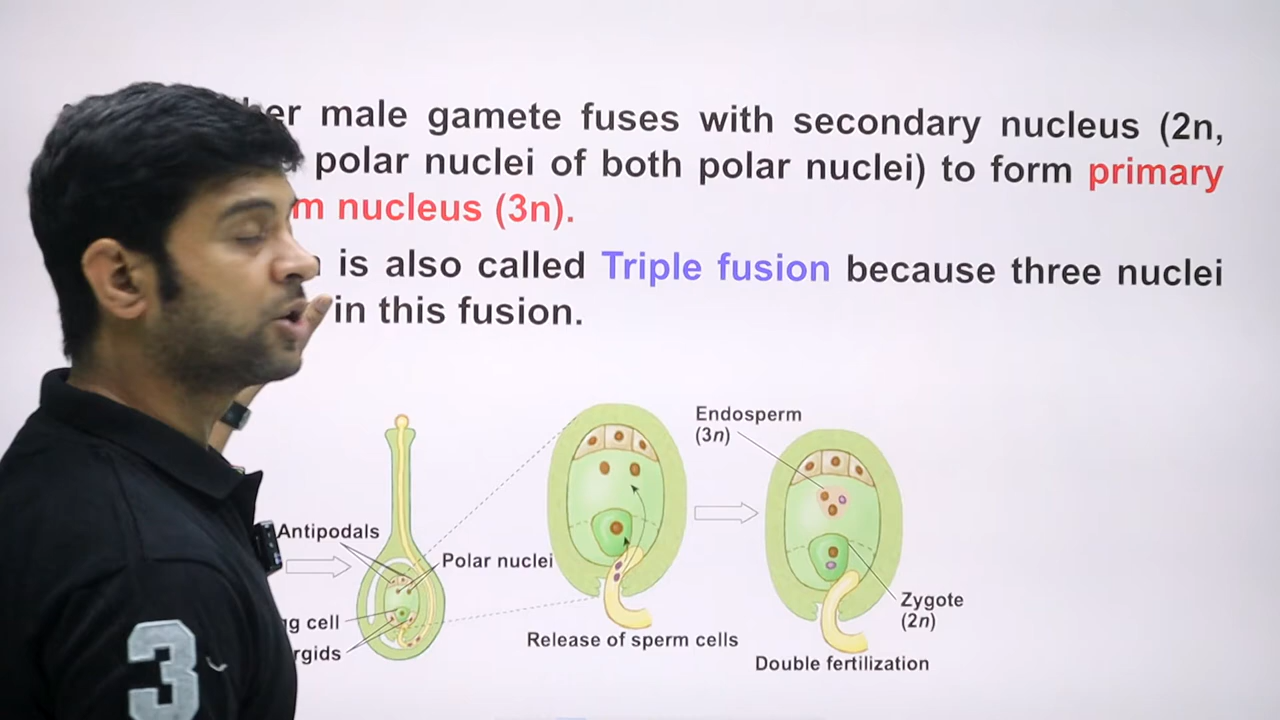 her male gamete fuses with secondary nucleus (2n,
polar nuclei of both polar nuclei) to form primary
m nucleus (3n).
is also called Triple fusion because three nuclei
in this fusion.
Endosperm
(3n)
Antipodals
Polar nuclei
g cell
rgids
Release of sperm cells
Zygote
(2n)
Double fertilization
3